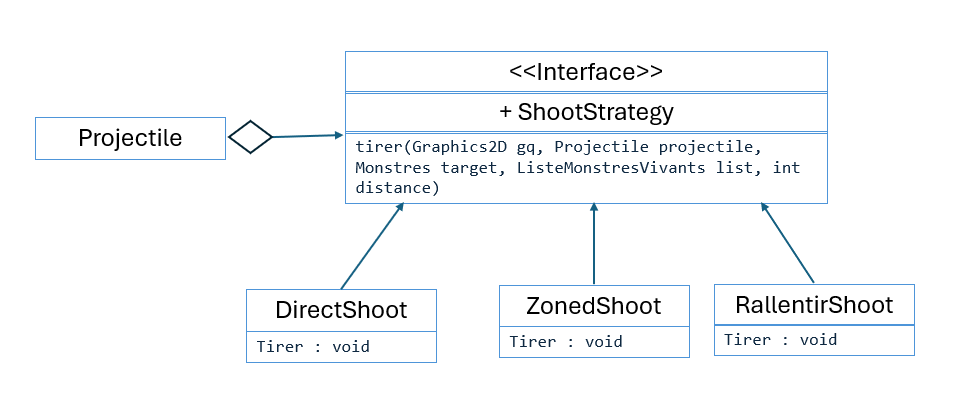 <<Interface>>
+ ShootStrategy
Projectile
tirer(Graphics2D gq, Projectile projectile,
Monstres target, ListeMonstresVivants list, int
distance)
DirectShoot
Tirer : void
ZonedShoot
Tirer : void
RallentirShoot
Tirer : void